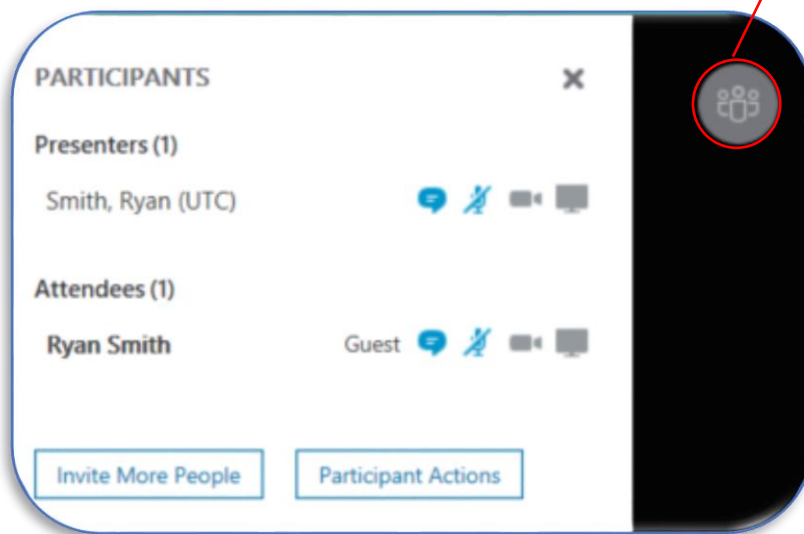 PARTICIPANTS
Presenters (1)
Smith, Ryan (UTC)
Attendees (1)
Ryan Smith Guest
Invite More People Participant Actions